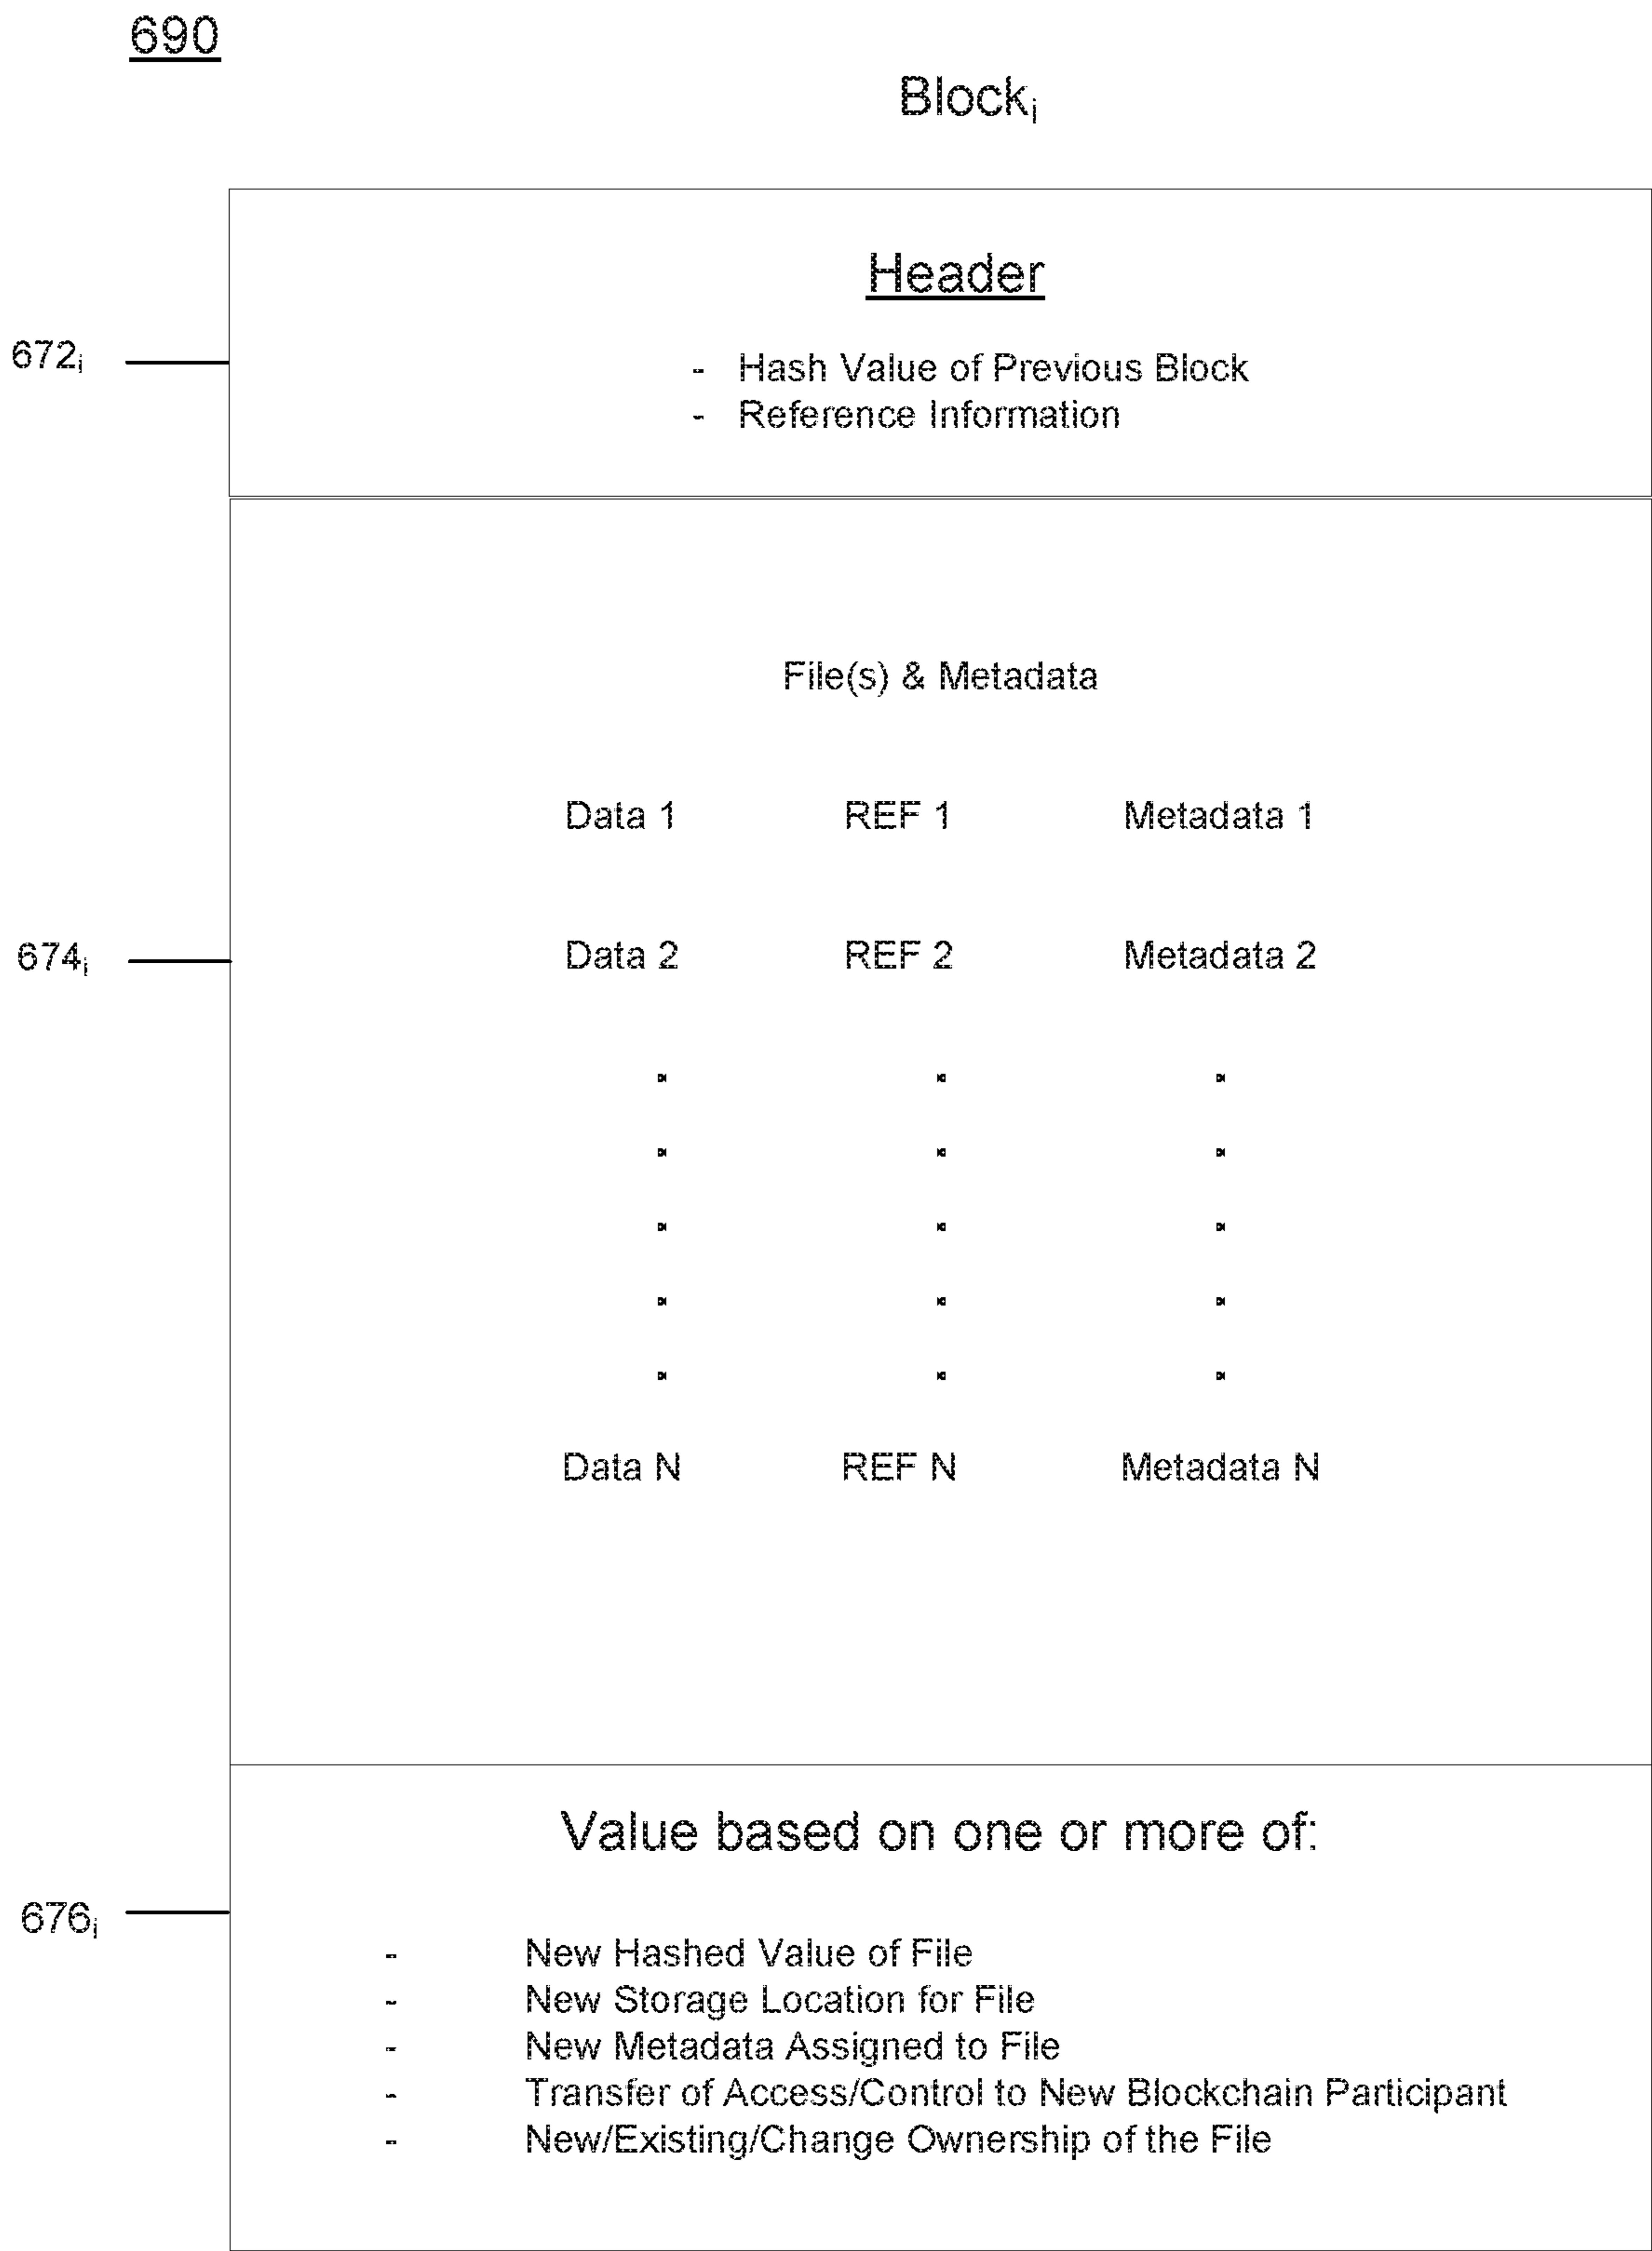 690
Blockᵢ
Header
672ᵢ
- Hash Value of Previous Block
- Reference Information
File(s) & Metadata
Data 1 REF 1 Metadata 1
674ᵢ
Data 2 REF 2 Metadata 2
Data N REF N Metadata N
Value based on one or more of:
676ᵢ
- New Hashed Value of File
- New Storage Location for File
- New Metadata Assigned to File
- Transfer of Access/Control to New Blockchain Participant
- New/Existing/Change Ownership of the File